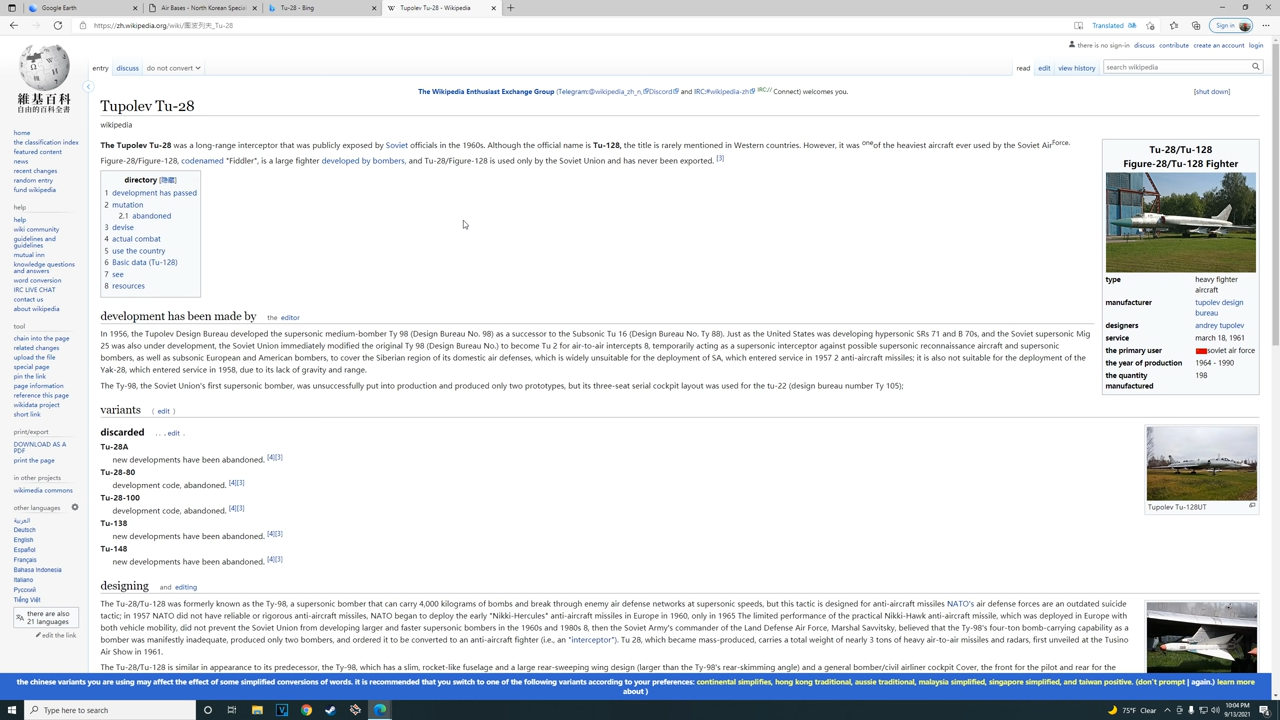 Google Earth
Air Bases - North Korean Special
Tu-28 - Bing
Tupolev Tu-28 - Wikipedia
https://zh.wikipedia.org/wiki/圖波列夫_Tu-28
Translated
Sign in
there is no sign-in discuss contribute create an account login
entry discuss do not convert
read edit view history
search wikipedia
維基百科
自由的百科全書
The Wikipedia Enthusiast Exchange Group (Telegram:@wikipedia_zh_n, Discord and IRC:#wikipedia-zh IRC:// Connect) welcomes you.
[shut down]
Tupolev Tu-28
wikipedia
The Tupolev Tu-28 was a long-range interceptor that was publicly exposed by Soviet officials in the 1960s. Although the official name is Tu-128, the title is rarely mentioned in Western countries. However, it was one of the heaviest aircraft ever used by the Soviet Air Force.
Figure-28/Figure-128, codenamed "Fiddler", is a large fighter developed by bombers, and Tu-28/Figure-128 is used only by the Soviet Union and has never been exported. [3]
directory [隐藏]
1 development has passed
2 mutation
2.1 abandoned
3 devise
4 actual combat
5 use the country
6 Basic data (Tu-128)
7 see
8 resources
home
the classification index
featured content
news
recent changes
random entry
fund wikipedia
help
help
wiki community
guidelines and
guidelines
mutual inn
knowledge questions
and answers
word conversion
IRC LIVE CHAT
contact us
about wikipedia
tool
chain into the page
related changes
upload the file
special page
pin the link
page information
reference this page
wikidata project
short link
print/export
DOWNLOAD AS A
PDF
print the page
in other projects
wikimedia commons
other languages
العربية
Deutsch
English
Español
Français
Bahasa Indonesia
Italiano
Русский
Tiếng Việt
there are also
21 languages
edit the link
Tu-28/Tu-128
Figure-28/Tu-128 Fighter
type heavy fighter
aircraft
manufacturer tupolev design
bureau
designers andrey tupolev
service march 18, 1961
the primary user soviet air force
the year of production 1964 - 1990
the quantity 198
manufactured
development has been made by the editor
In 1956, the Tupolev Design Bureau developed the supersonic medium-bomber Ty 98 (Design Bureau No. 98) as a successor to the Subsonic Tu 16 (Design Bureau No. Ty 88). Just as the United States was developing hypersonic SRs 71 and B 70s, and the Soviet supersonic Mig
25 was also under development, the Soviet Union immediately modified the original Ty 98 (Design Bureau No.) to become Tu 2 for air-to-air intercepts 8, temporarily acting as a supersonic interceptor against possible supersonic reconnaissance aircraft and supersonic
bombers, as well as subsonic European and American bombers, to cover the Siberian region of its domestic air defenses, which is widely unsuitable for the deployment of SA, which entered service in 1957 2 anti-aircraft missiles; it is also not suitable for the deployment of the
Yak-28, which entered service in 1958, due to its lack of gravity and range.
The Ty-98, the Soviet Union's first supersonic bomber, was unsuccessfully put into production and produced only two prototypes, but its three-seat serial cockpit layout was used for the tu-22 (design bureau number Ty 105);
variants ( edit )
discarded . . , edit .
Tu-28A
new developments have been abandoned. [4][3]
Tu-28-80
development code, abandoned. [4][3]
Tu-28-100
development code, abandoned. [4][3]
Tu-138
new developments have been abandoned. [4][3]
Tu-148
new developments have been abandoned. [4][3]
Tupolev Tu-128UT
designing and editing
The Tu-28/Tu-128 was formerly known as the Ty-98, a supersonic bomber that can carry 4,000 kilograms of bombs and break through enemy air defense networks at supersonic speeds, but this tactic is designed for anti-aircraft missiles NATO's air defense forces are an outdated suicide
tactic; in 1957 NATO did not have reliable or rigorous anti-aircraft missiles, NATO began to deploy the early "Nikki-Hercules" anti-aircraft missiles in Europe in 1960, only in 1965 The limited performance of the practical Nikki-Hawk anti-aircraft missile, which was deployed in Europe with
both vehicle mobility, did not prevent the Soviet Union from developing larger and faster supersonic bombers in the 1960s and 1980s 8, then the Soviet Army's commander of the Land Defense Air Force, Marshal Savvitsky, believed that the Ty-98's four-ton bomb-carrying capability as a
bomber was manifestly inadequate, produced only two bombers, and ordered it to be converted to an anti-aircraft fighter (i.e., an "interceptor"). Tu 28, which became mass-produced, carries a total weight of nearly 3 tons of heavy air-to-air missiles and radars, first unveiled at the Tusino
Air Show in 1961.
The Tu-28/Tu-128 is similar in appearance to its predecessor, the Ty-98, which has a slim, rocket-like fuselage and a large rear-sweeping wing design (larger than the Ty-98's rear-skimming angle) and a general bomber/civil airliner cockpit Cover, the front for the pilot and rear for the
the chinese variants you are using may affect the effect of some simplified conversions of words. it is recommended that you switch to one of the following variants according to your preferences: continental simplifies, hong kong traditional, aussie traditional, malaysia simplified, singapore simplified, and taiwan positive. (don't prompt | again.) learn more
about )
Type here to search
75°F Clear
10:04 PM
9/13/2021